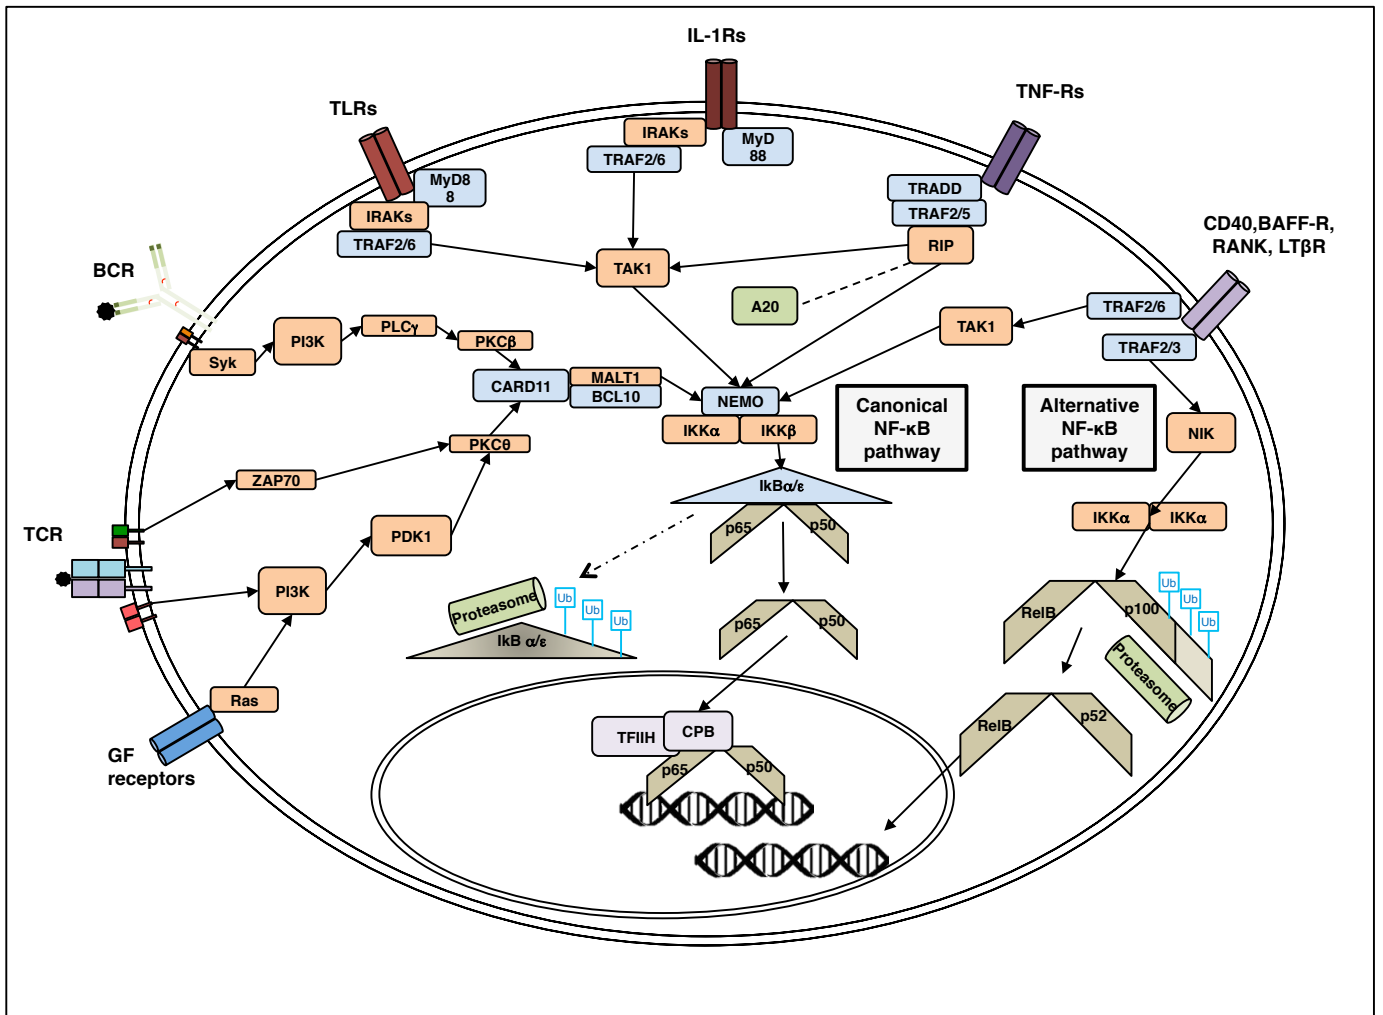 IL-1Rs
TLRs
TNF-Rs
IRAKs
MyD
88
TRAF2/6
MyD8
8
IRAKs
TRAF2/6
TRADD
TRAF2/5
RIP
CD40,BAFF-R,
RANK, LTβR
BCR
TAK1
A20
TRAF2/6
TAK1
TRAF2/3
Syk
PI3K
PLCγ
PKCβ
CARD11
MALT1
BCL10
NEMO
IKKα
IKKβ
Canonical
NF-κB
pathway
Alternative
NF-κB
pathway
NIK
PKCθ
ZAP70
IkBα/ε
p65
p50
IKKα
IKKα
TCR
PDK1
PI3K
Proteasome
Ub
Ub
Ub
IkB α/ε
p65
p50
RelB
p100
Ub
Ub
Ub
Proteasome
Ras
GF
receptors
RelB
p52
TFIIH
CPB
p65
p50